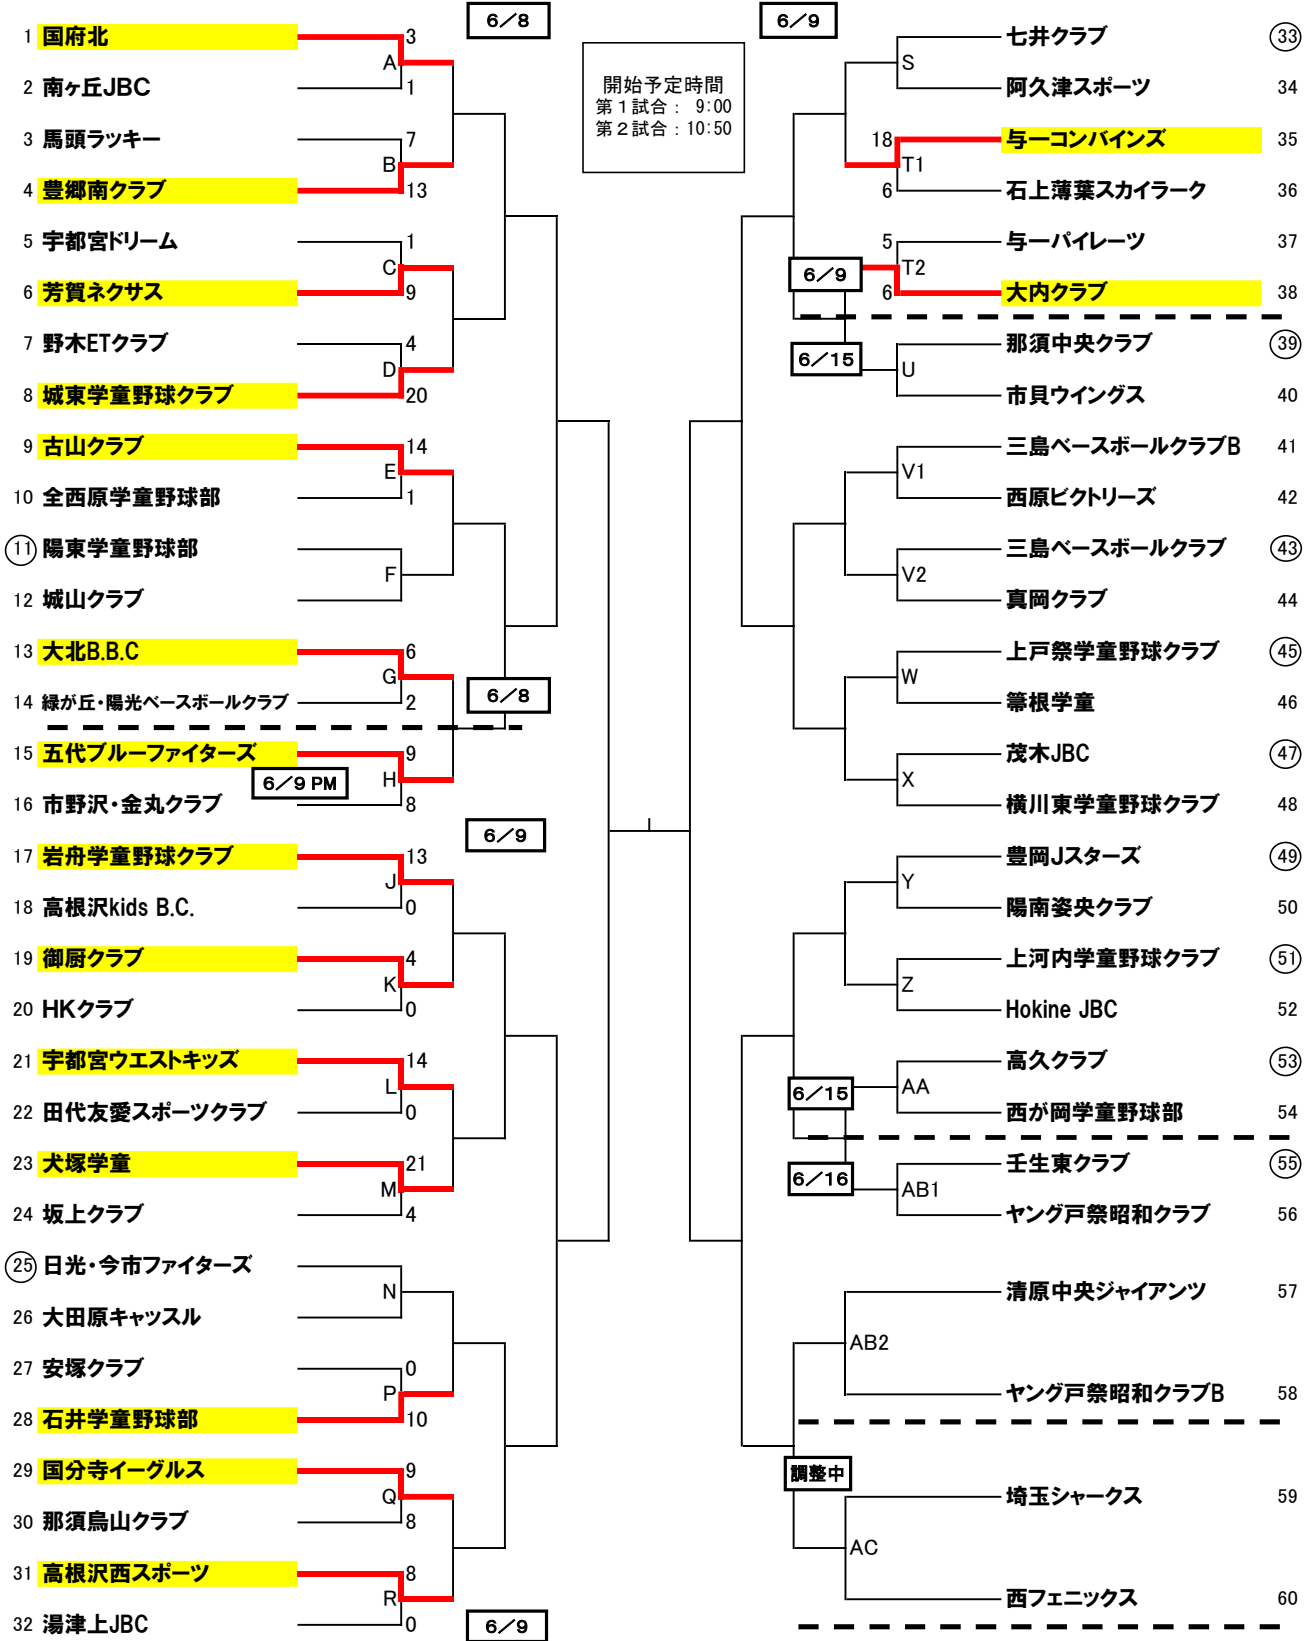 6/8
6/9
1 国府北 3
A
2 南ヶ丘JBC 1
3 馬頭ラッキー 7
B
4 豊郷南クラブ 13
5 宇都宮ドリーム 1
C
6 芳賀ネクサス 9
7 野木ETクラブ 4
D
8 城東学童野球クラブ 20
9 古山クラブ 14
E
10 全西原学童野球部 1
11 陽東学童野球部
F
12 城山クラブ
13 大北B.B.C 6
G
14 緑が丘・陽光ベースボールクラブ 2
6/8
15 五代ブルーファイターズ 9
6/9 PM
H
16 市野沢・金丸クラブ 8
6/9
17 岩舟学童野球クラブ 13
J
18 高根沢kids B.C. 0
19 御厨クラブ 4
K
20 HKクラブ 0
21 宇都宮ウエストキッズ 14
L
22 田代友愛スポーツクラブ 0
23 犬塚学童 21
M
24 坂上クラブ 4
25 日光・今市ファイターズ
N
26 大田原キャッスル
27 安塚クラブ 0
P
28 石井学童野球部 10
29 国分寺イーグルス 9
Q
30 那須烏山クラブ 8
31 高根沢西スポーツ 8
R
32 湯津上JBC 0
6/9
開始予定時間
第1試合: 9:00
第2試合:10:50
I
七井クラブ 33
S
阿久津スポーツ 34
18 与一コンバインズ 35
T1
6 石上薄葉スカイラーク 36
5 与一パイレーツ 37
6/9
T2
6 大内クラブ 38
那須中央クラブ 39
6/15
U
市貝ウイングス 40
三島ベースボールクラブB 41
V1
西原ビクトリーズ 42
三島ベースボールクラブ 43
V2
真岡クラブ 44
上戸祭学童野球クラブ 45
W
箒根学童 46
茂木JBC 47
X
横川東学童野球クラブ 48
豊岡Jスターズ 49
Y
陽南姿央クラブ 50
上河内学童野球クラブ 51
Z
Hokine JBC 52
高久クラブ 53
6/15
AA
西が岡学童野球部 54
壬生東クラブ 55
6/16
AB1
ヤング戸祭昭和クラブ 56
清原中央ジャイアンツ 57
AB2
ヤング戸祭昭和クラブB 58
調整中
埼玉シャークス 59
AC
西フェニックス 60